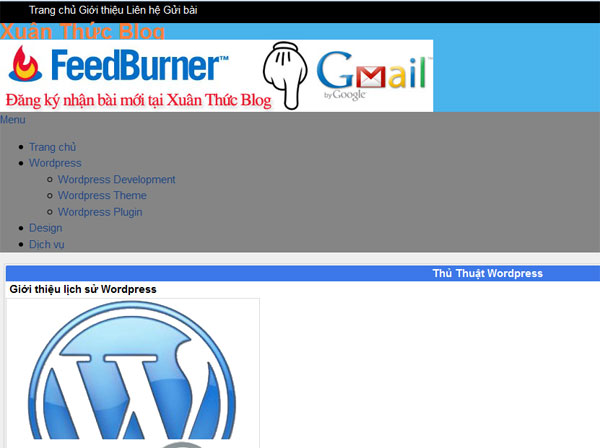 Trang chủ Giới thiệu Liên hệ Gửi bài
Xuân Thức Blog
FeedBurner™
Gmail™
by Google
Đăng ký nhận bài mới tại Xuân Thức Blog
Menu
Trang chủ
Wordpress
Wordpress Development
Wordpress Theme
Wordpress Plugin
Design
Dịch vụ
Thủ Thuật Wordpress
Giới thiệu lịch sử Wordpress
W